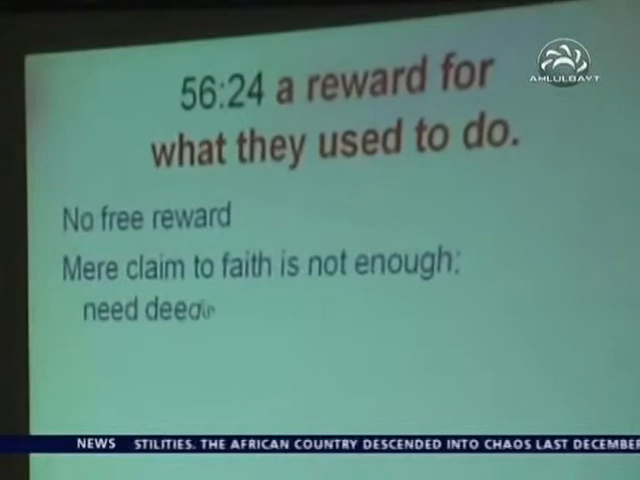 56:24 a reward for
what they used to do.
AHLULBAYT
No free reward
Mere claim to faith is not enough:
need
NEWS STILITIES. THE AFRICAN COUNTRY DESCENDED INTO CHAOS LAST DECEMBER